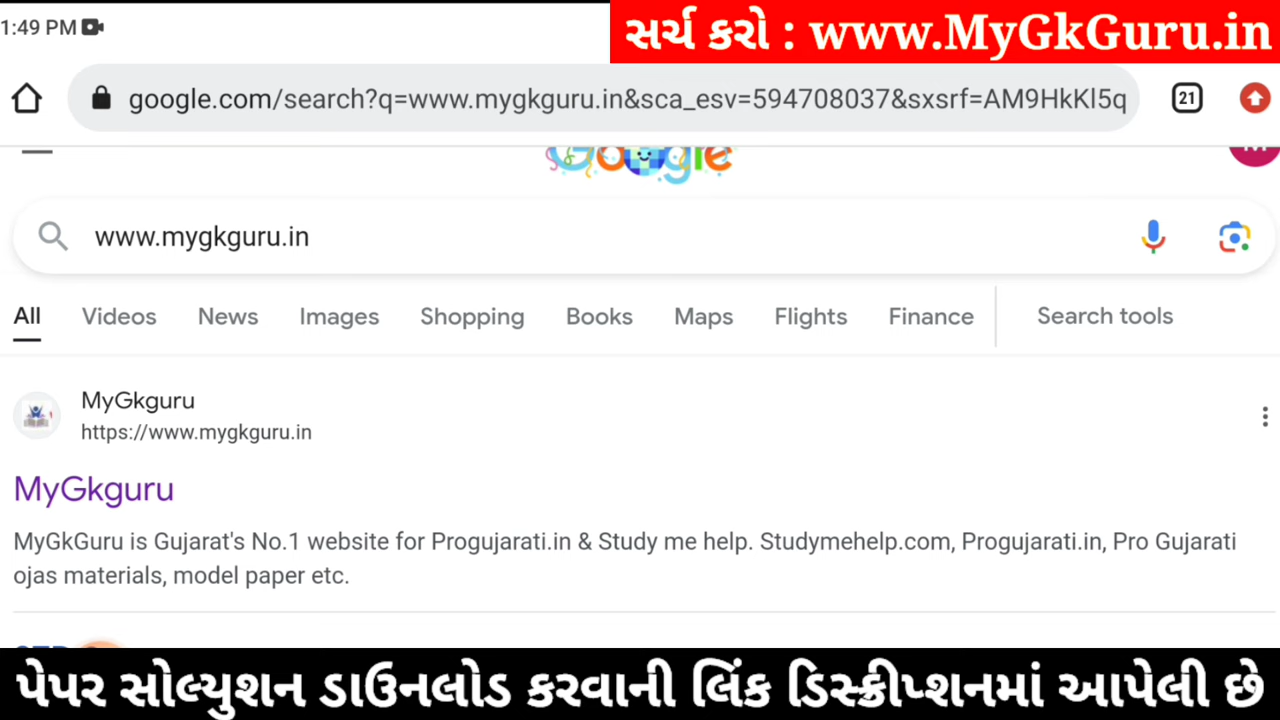 1:49 PM
સર્ચ કરો : www.MyGkGuru.in
google.com/search?q=www.mygkguru.in&sca_esv=594708037&sxsrf=AM9HkKl5q
21
Google
www.mygkguru.in
All Videos News Images Shopping Books Maps Flights Finance Search tools
MyGkguru
https://www.mygkguru.in
MyGkguru
MyGkGuru is Gujarat's No.1 website for Progujarati.in & Study me help. Studymehelp.com, Progujarati.in, Pro Gujarati
ojas materials, model paper etc.
પેપર સોલ્યુશન ડાઉનલોડ કરવાની લિંક ડિસ્ક્રીપ્શનમાં આપેલી છે